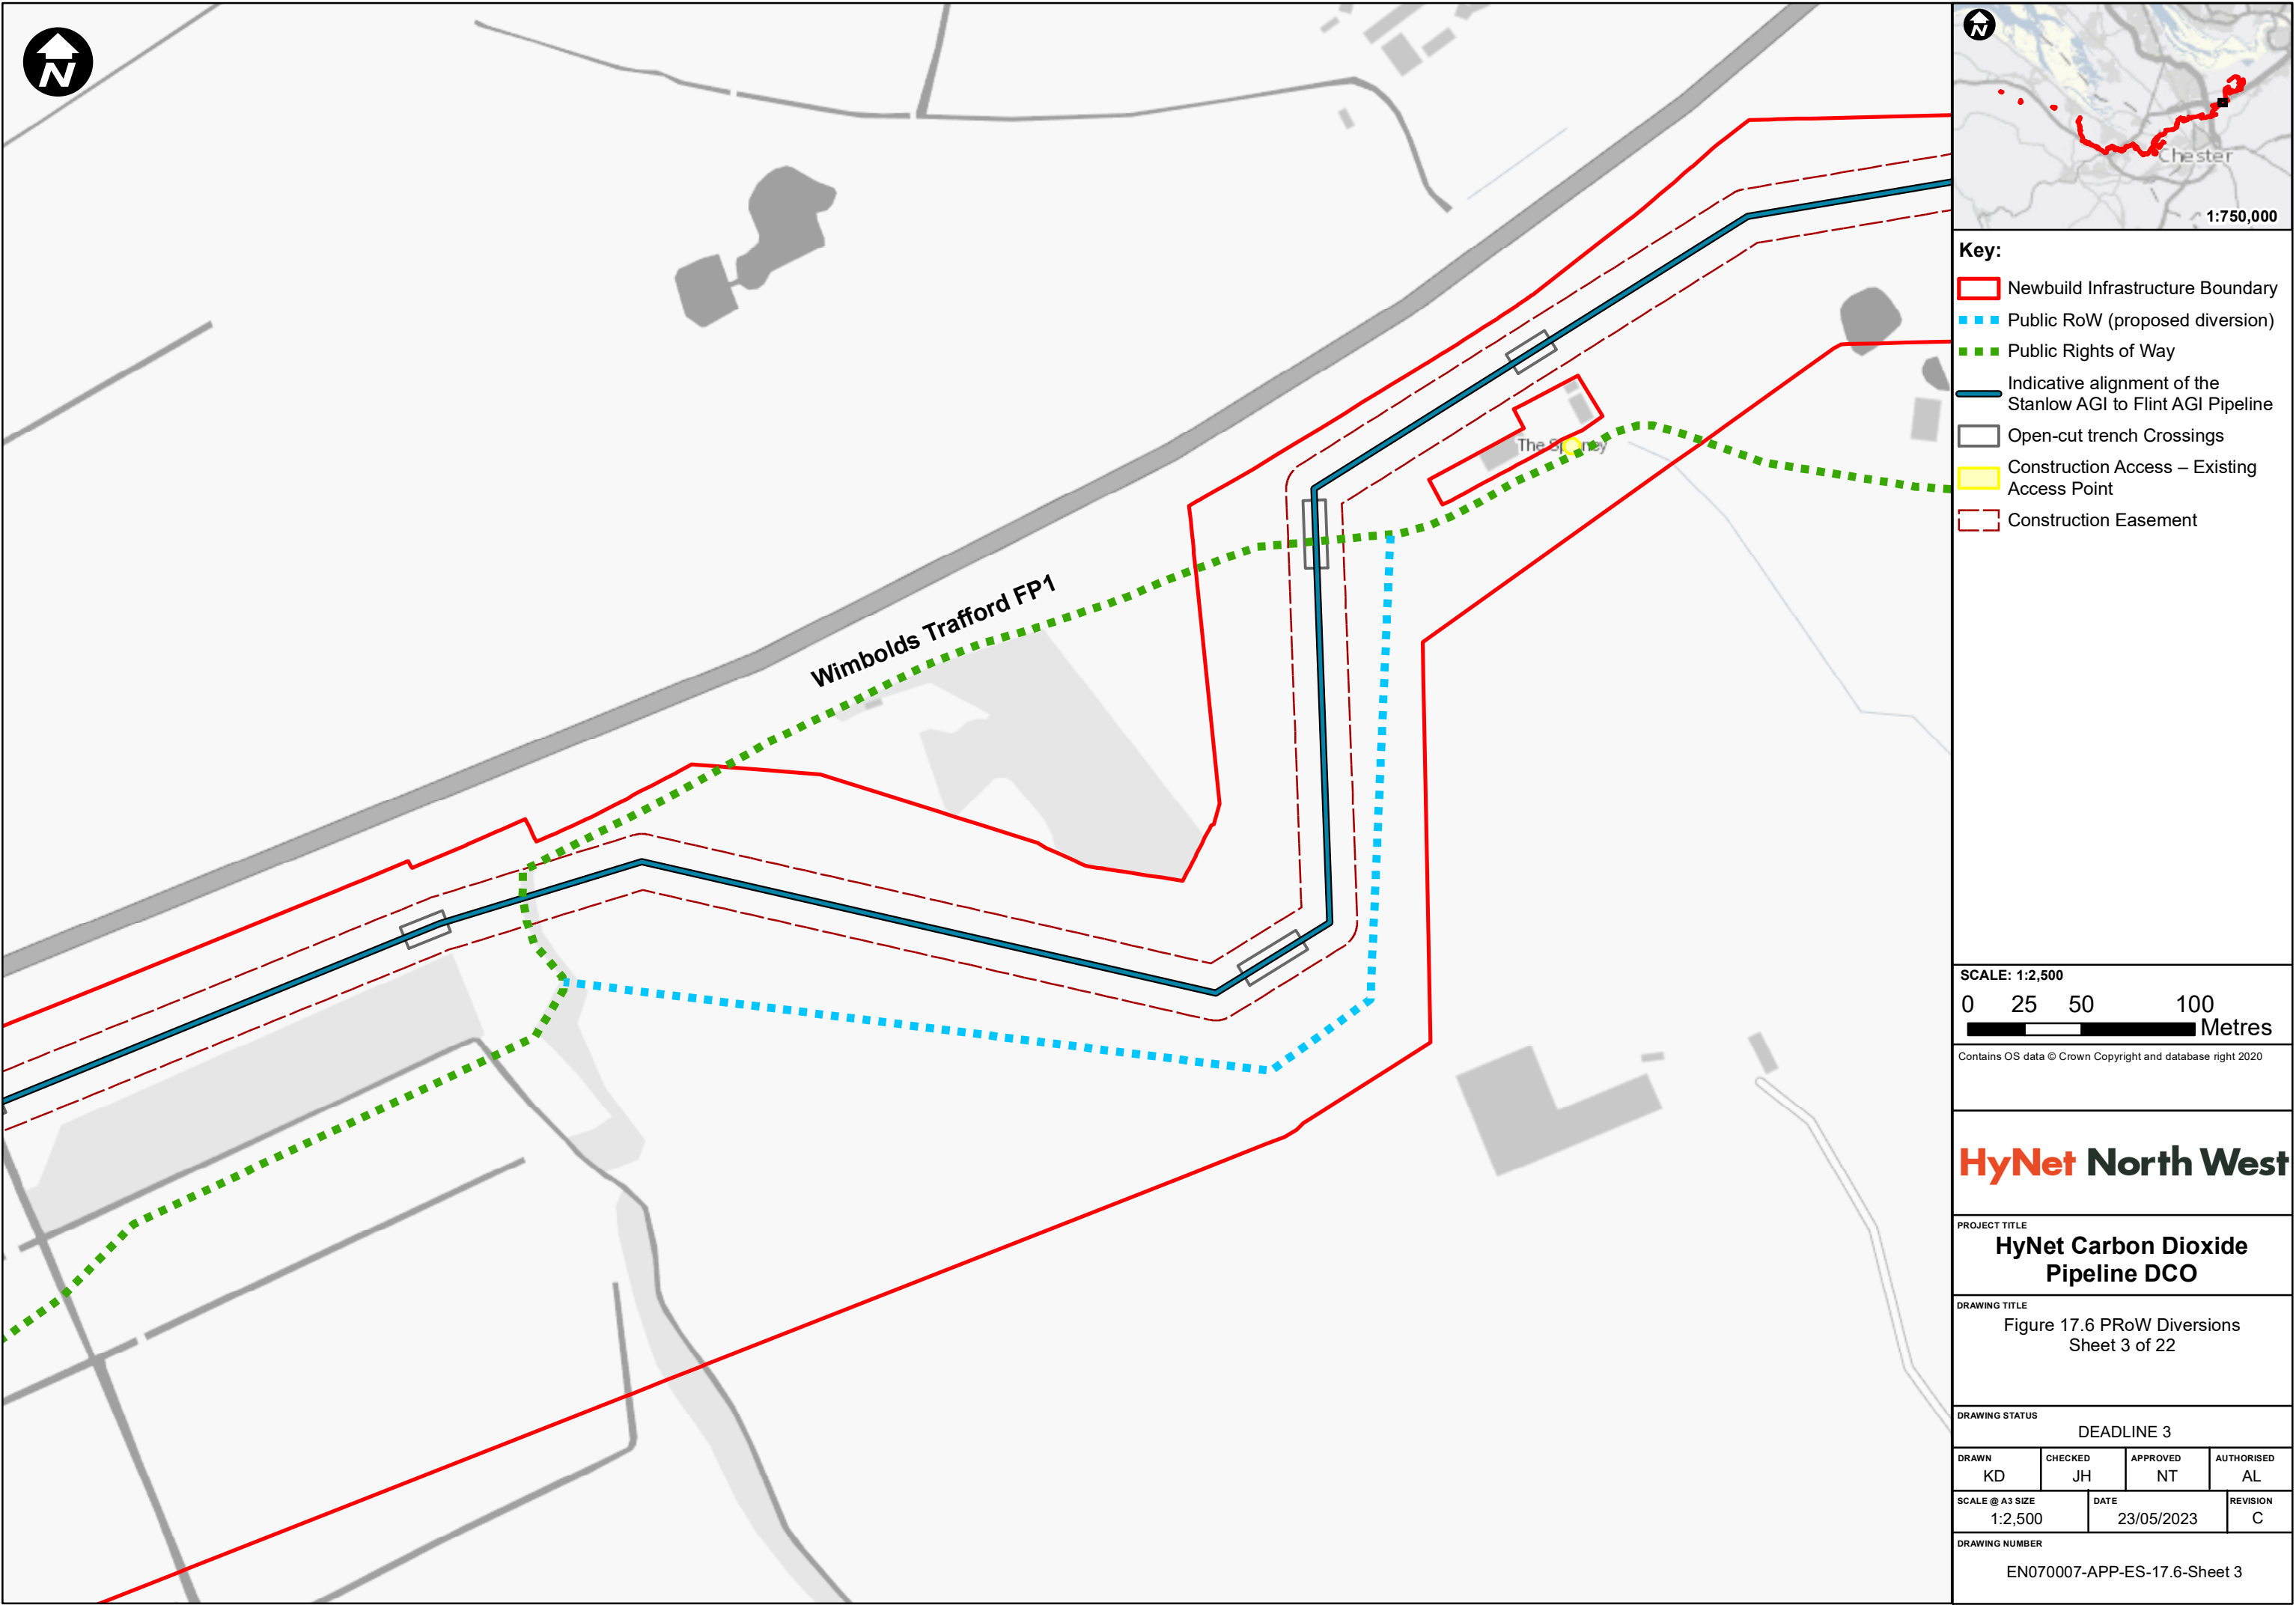 N
Wimbolds Trafford FP1
N
Chester
1:750,000
Key:
Newbuild Infrastructure Boundary
Public RoW (proposed diversion)
Public Rights of Way
Indicative alignment of the
Stanlow AGI to Flint AGI Pipeline
Open-cut trench Crossings
Construction Access – Existing
Access Point
Construction Easement
SCALE: 1:2,500
0 25 50 100
Metres
Contains OS data © Crown Copyright and database right 2020
HyNet North West
PROJECT TITLE
HyNet Carbon Dioxide
Pipeline DCO
DRAWING TITLE
Figure 17.6 PRoW Diversions
Sheet 3 of 22
DRAWING STATUS
DEADLINE 3
DRAWN CHECKED APPROVED AUTHORISED
KD JH NT AL
SCALE @ A3 SIZE DATE REVISION
1:2,500 23/05/2023 C
DRAWING NUMBER
EN070007-APP-ES-17.6-Sheet 3
The